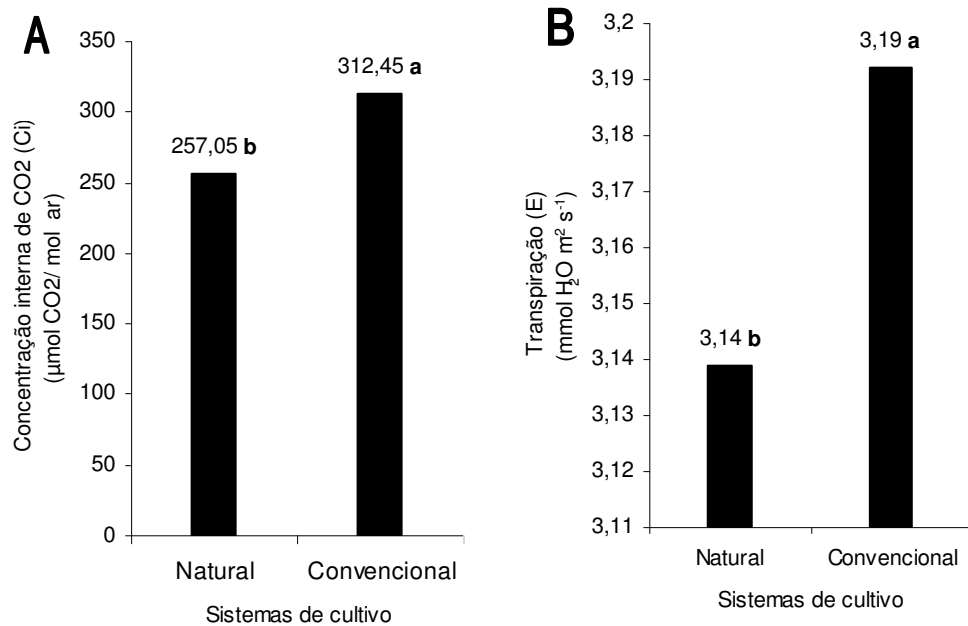 A
Concentração interna de CO2 (Ci)
(µmol CO2/ mol ar)
350
300
250
200
150
100
50
0
257,05 b
312,45 a
Natural
Convencional
Sistemas de cultivo
B
Transpiração (E)
(mmol H2O m² s-¹)
3,2
3,19
3,18
3,17
3,16
3,15
3,14
3,13
3,12
3,11
3,14 b
3,19 a
Natural
Convencional
Sistemas de cultivo